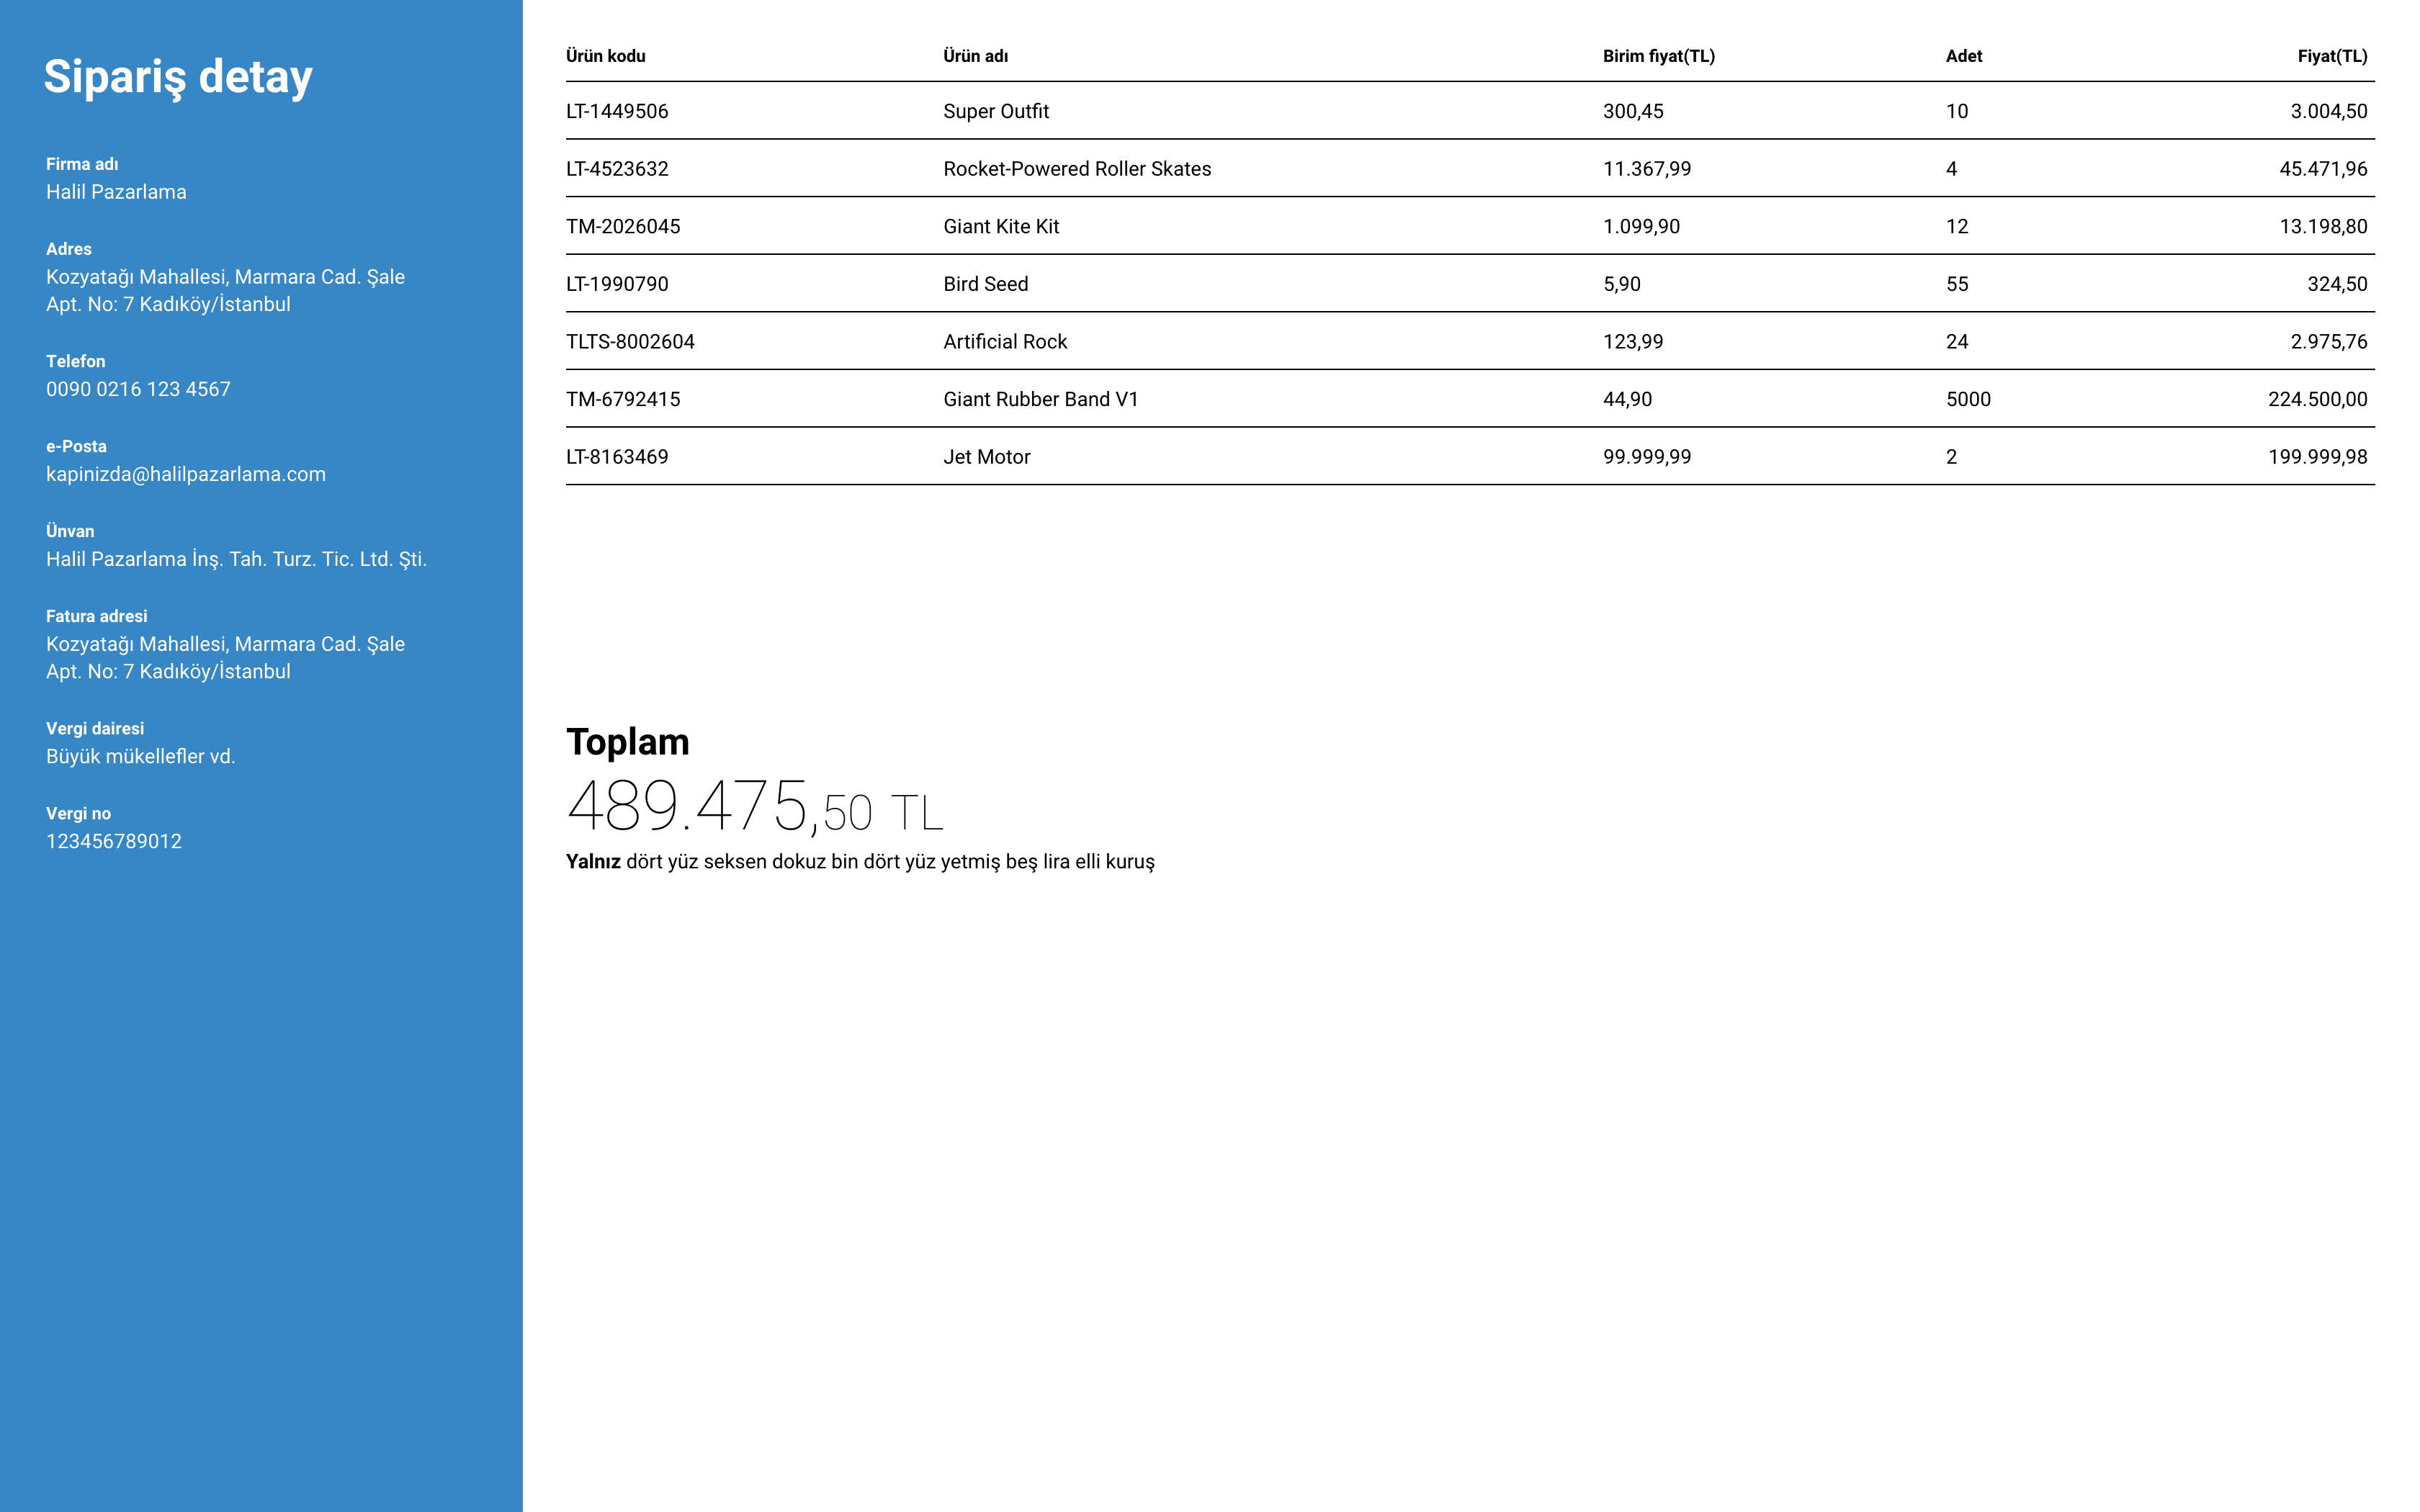 Sipariş detay
Firma adı
Halil Pazarlama
Adres
Kozyatağı Mahallesi, Marmara Cad. Şale
Apt. No: 7 Kadıköy/İstanbul
Telefon
0090 0216 123 4567
e-Posta
kapinizda@halilpazarlama.com
Ünvan
Halil Pazarlama İnş. Tah. Turz. Tic. Ltd. Şti.
Fatura adresi
Kozyatağı Mahallesi, Marmara Cad. Şale
Apt. No: 7 Kadıköy/İstanbul
Vergi dairesi
Büyük mükellefler vd.
Vergi no
123456789012
Ürün kodu Ürün adı Birim fiyat(TL) Adet Fiyat(TL)
LT-1449506 Super Outfit 300,45 10 3.004,50
LT-4523632 Rocket-Powered Roller Skates 11.367,99 4 45.471,96
TM-2026045 Giant Kite Kit 1.099,90 12 13.198,80
LT-1990790 Bird Seed 5,90 55 324,50
TLTS-8002604 Artificial Rock 123,99 24 2.975,76
TM-6792415 Giant Rubber Band V1 44,90 5000 224.500,00
LT-8163469 Jet Motor 99.999,99 2 199.999,98
Toplam
489.475,50 TL
Yalnız dört yüz seksen dokuz bin dört yüz yetmiş beş lira elli kuruş